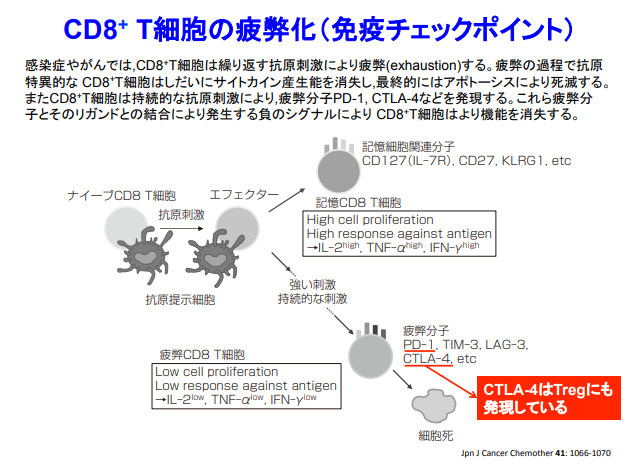 CD8+ T細胞の疲弊化（免疫チェックポイント）
感染症やがんでは,CD8+T細胞は繰り返す抗原刺激により疲弊(exhaustion)する。疲弊の過程で抗原
特異的な CD8+T細胞はしだいにサイトカイン産生能を消失し,最終的にはアポトーシスにより死滅する。
またCD8+T細胞は持続的な抗原刺激により,疲弊分子PD-1, CTLA-4などを発現する。これら疲弊分
子とそのリガンドとの結合により発生する負のシグナルにより CD8+T細胞はより機能を消失する。
記憶細胞関連分子
CD127(IL-7R), CD27, KLRG1, etc
ナイーブCD8 T細胞
エフェクター
抗原刺激
記憶CD8 T細胞
High cell proliferation
High response against antigen
→IL-2high, TNF-αhigh, IFN-γhigh
抗原提示細胞
強い刺激
持続的な刺激
疲弊分子
PD-1, TIM-3, LAG-3,
CTLA-4, etc
疲弊CD8 T細胞
Low cell proliferation
Low response against antigen
→IL-2low, TNF-αlow, IFN-γlow
CTLA-4はTregにも
発現している
細胞死
Jpn J Cancer Chemother 41: 1066-1070